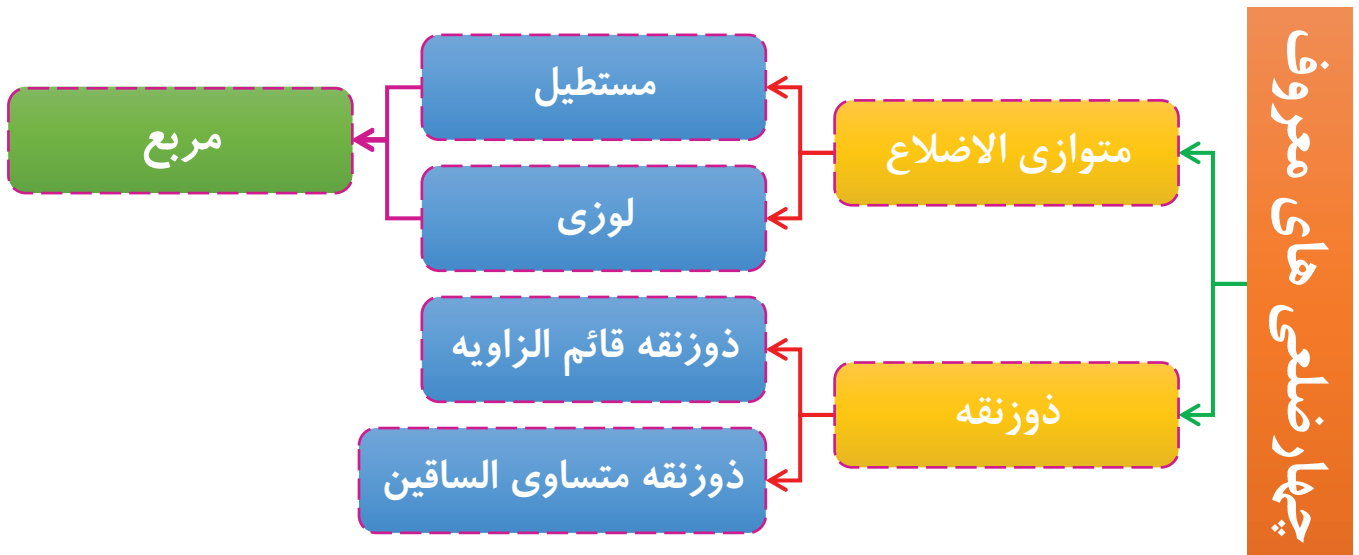 چهارضلعی های معروف
متوازی الاضلاع
مستطیل
لوزی
مربع
ذوزنقه
ذوزنقه قائم الزاویه
ذوزنقه متساوی الساقین